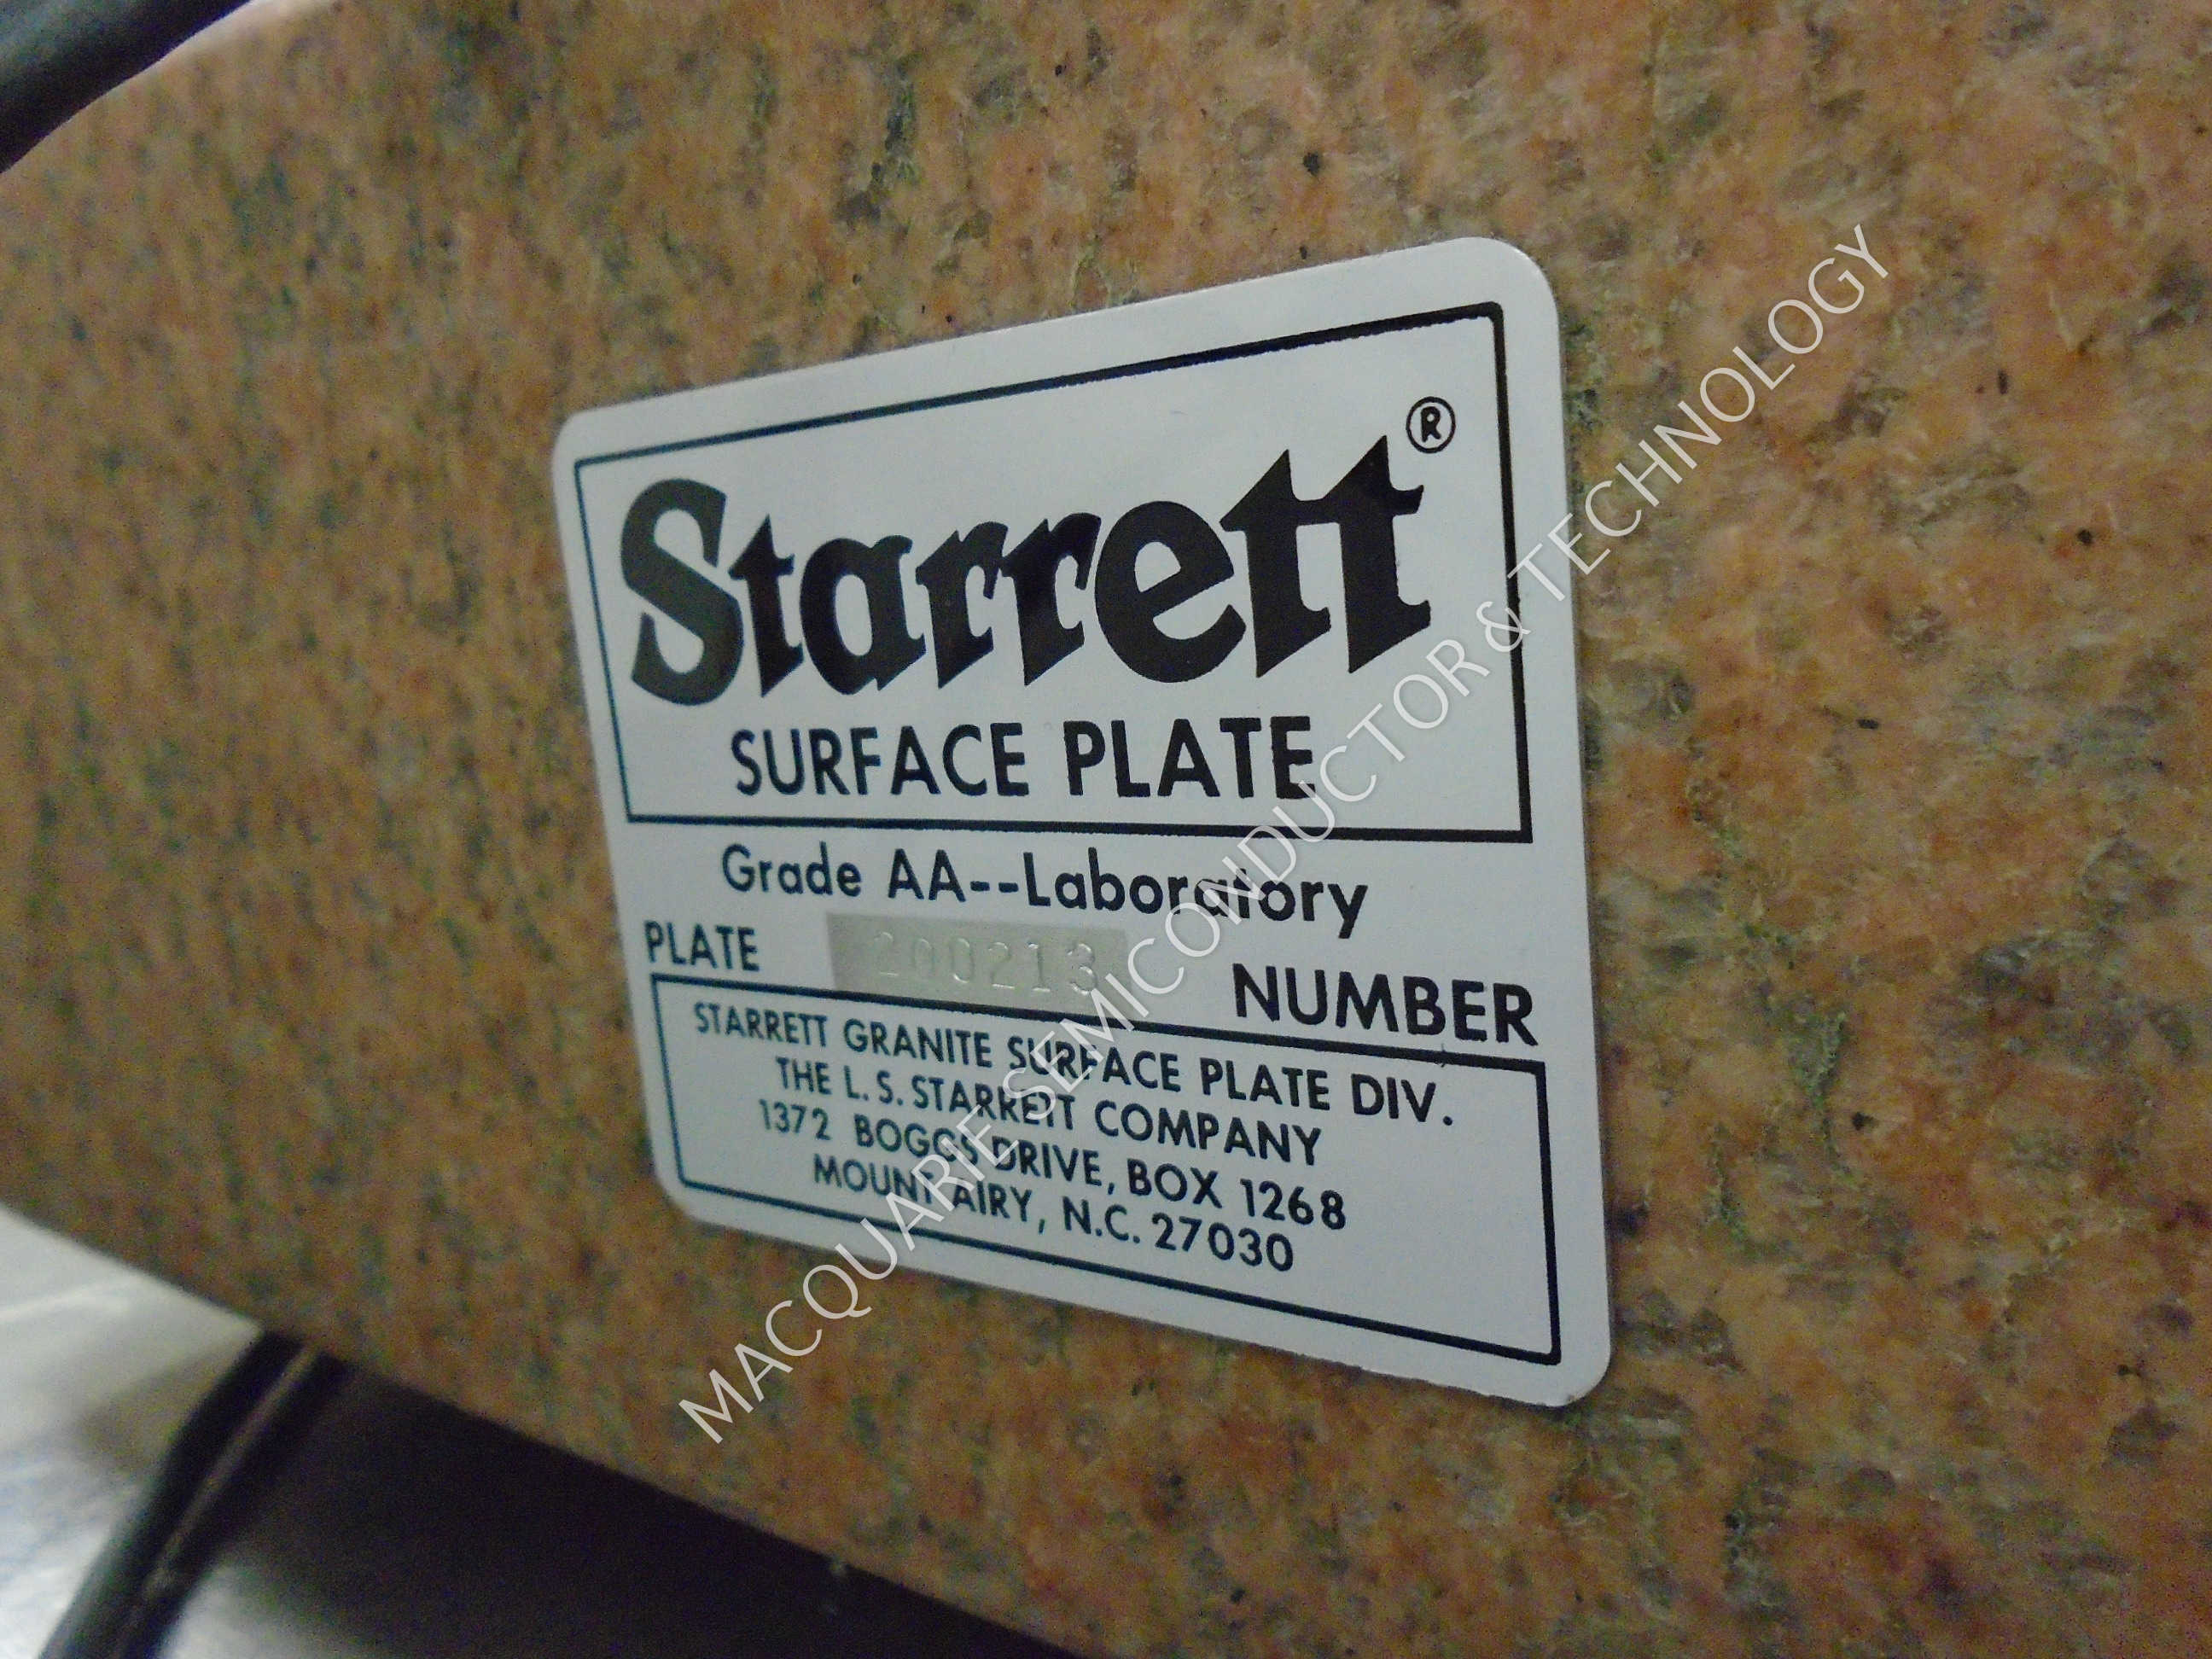 Starrett®
SURFACE PLATE
Grade AA--Laboratory
PLATE 200213 NUMBER
STARRETT GRANITE SURFACE PLATE DIV.
THE L. S. STARRETT COMPANY
1372 BOGGS DRIVE, BOX 1268
MOUNT AIRY, N.C. 27030
MACQUARIE SEMICONDUCTOR & TECHNOLOGY